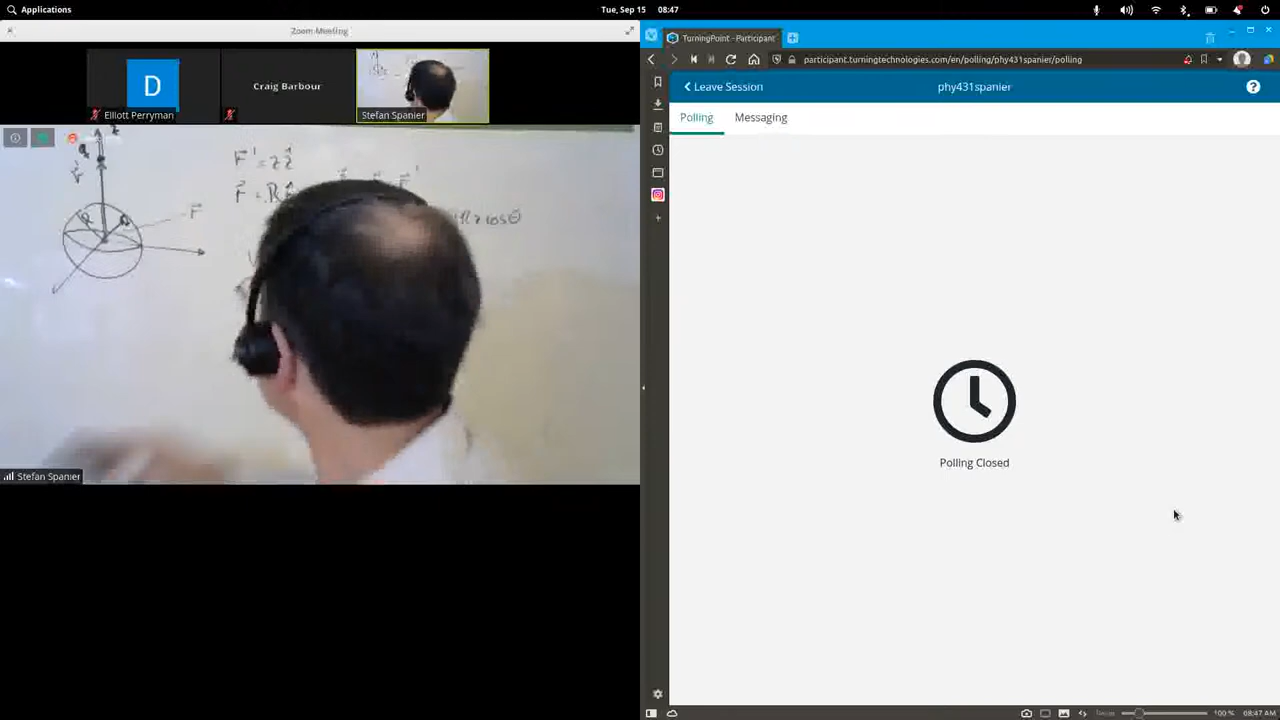 Applications
Tue, Sep 15 08:47
Zoom Meeting
D
Elliott Perryman
Craig Barbour
Stefan Spanier
R
F
cos Θ
Stefan Spanier
TurningPoint - Participant
participant.turningtechnologies.com/en/polling/phy431spanier/polling
Leave Session
phy431spanier
?
Polling Messaging
Polling Closed
100 % 08:47 AM